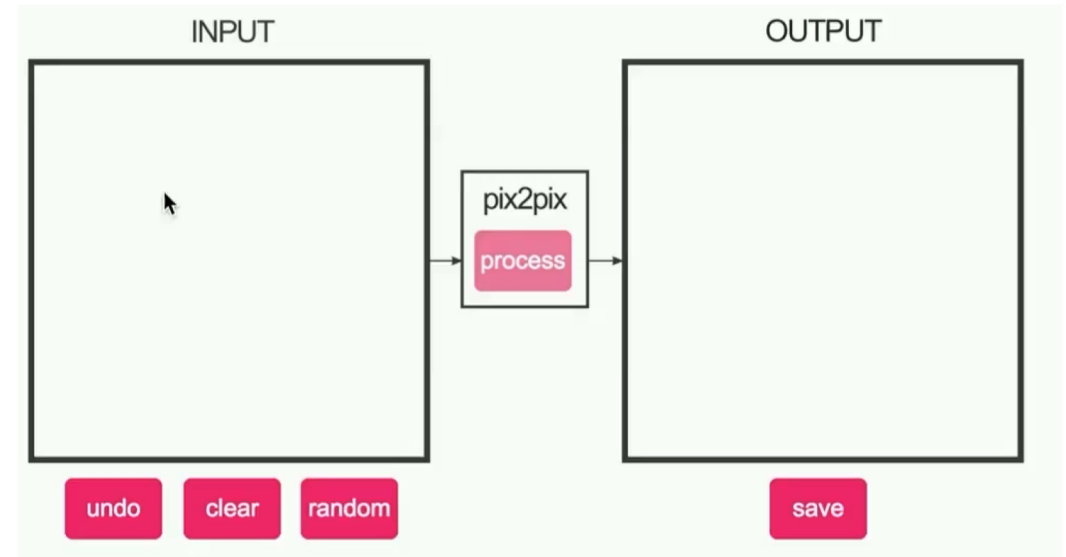 INPUT
OUTPUT
pix2pix
process
undo
clear
random
save